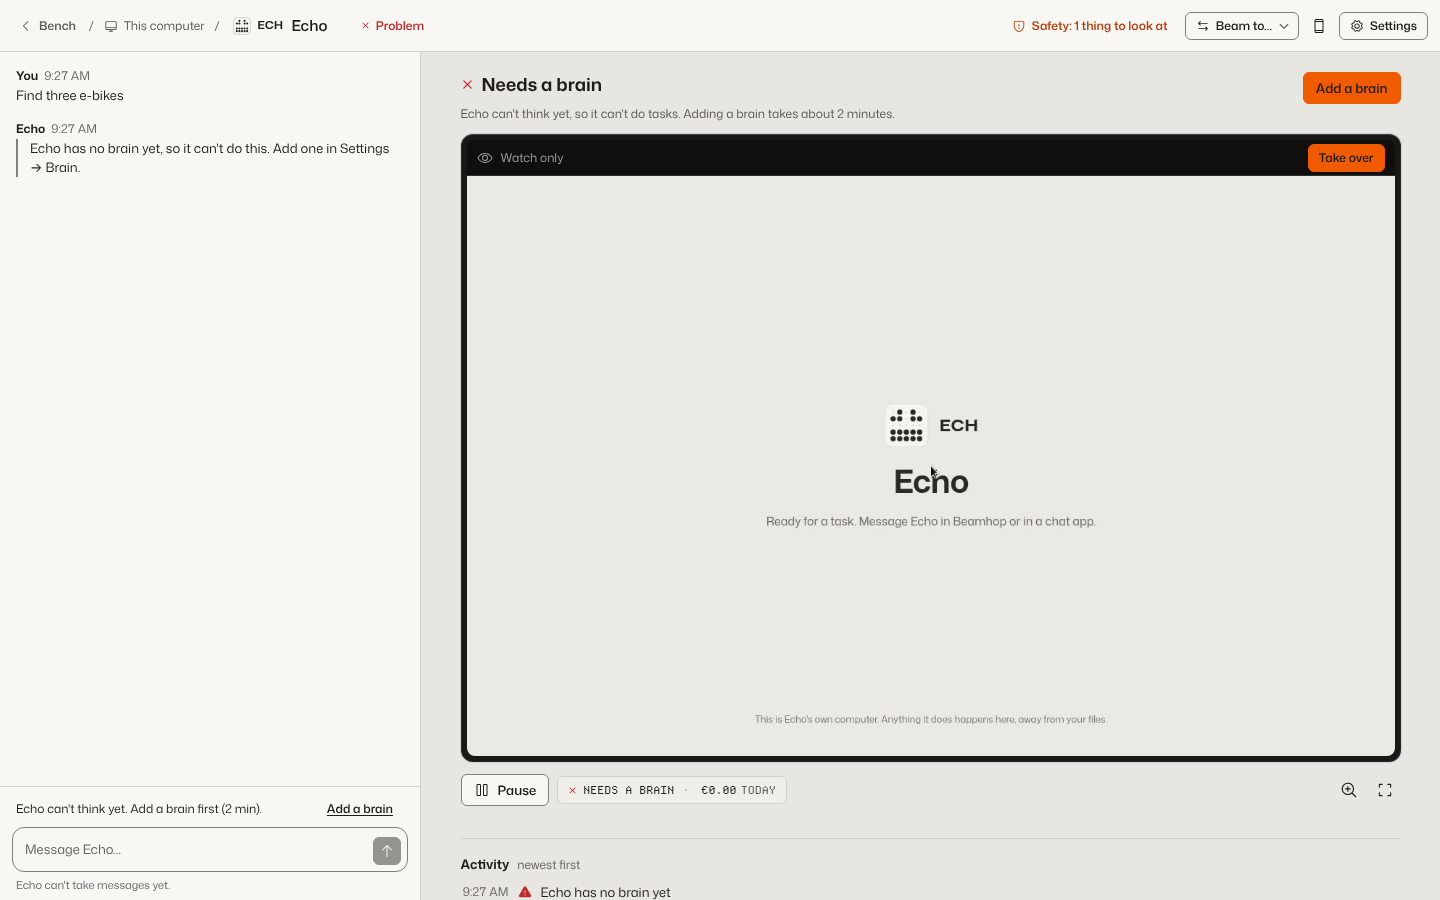 Bench / This computer / ECH Echo Problem
Safety: 1 thing to look at Beam to... Settings
You 9:27 AM
Find three e-bikes
Echo 9:27 AM
Echo has no brain yet, so it can't do this. Add one in Settings
→ Brain.
Echo can't think yet. Add a brain first (2 min). Add a brain
Message Echo...
Echo can't take messages yet.
Needs a brain
Add a brain
Echo can't think yet, so it can't do tasks. Adding a brain takes about 2 minutes.
Watch only
Take over
ECH
Echo
Ready for a task. Message Echo in Beamhop or in a chat app.
This is Echo's own computer. Anything it does happens here, away from your files.
Pause
NEEDS A BRAIN · €0.00 TODAY
Activity newest first
9:27 AM Echo has no brain yet